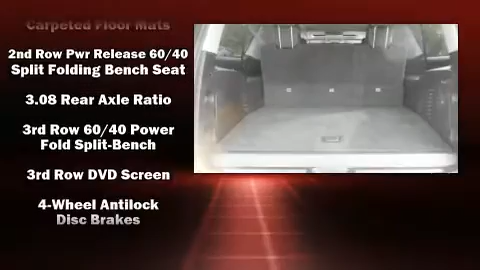 Carpeted Floor Mats
2nd Row Pwr Release 60/40
Split Folding Bench Seat
3.08 Rear Axle Ratio
3rd Row 60/40 Power
Fold Split-Bench
3rd Row DVD Screen
4-Wheel Antilock
Disc Brakes